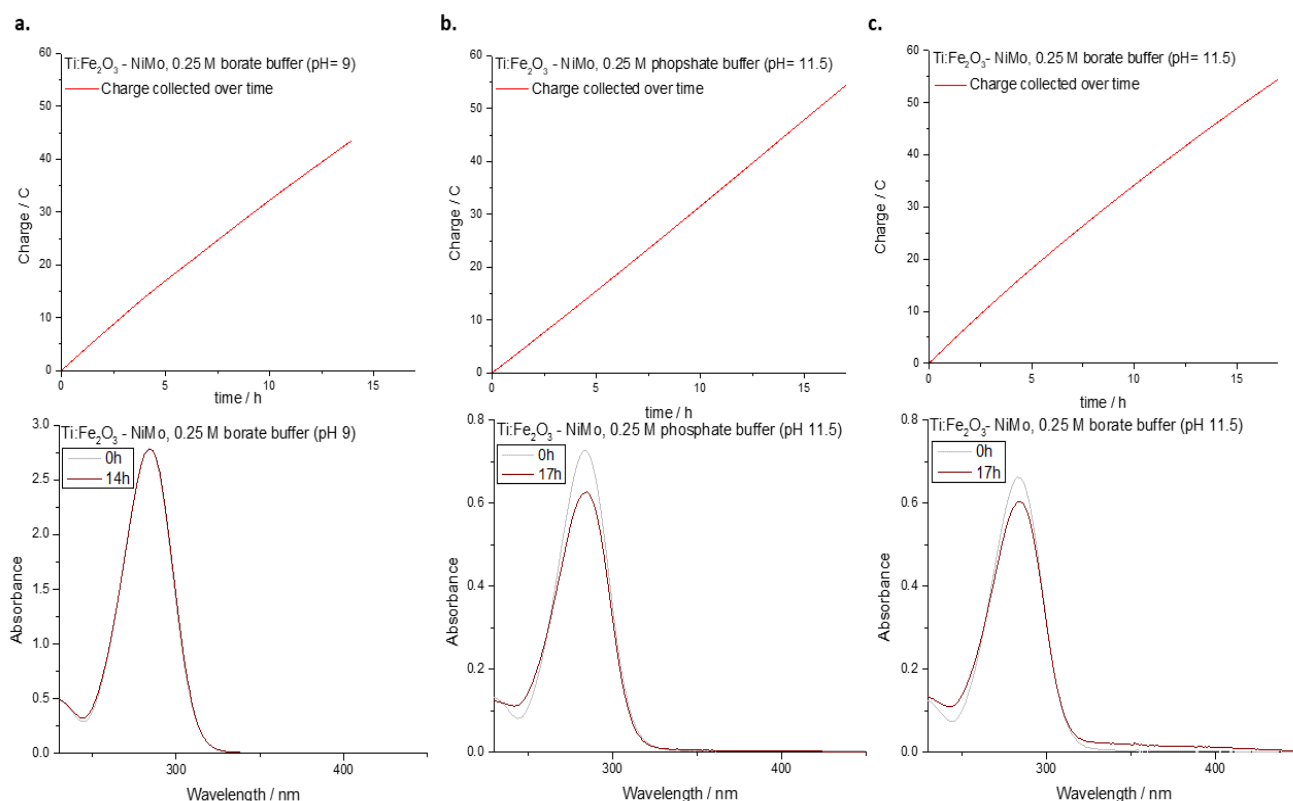 a.
Ti:Fe2O3 - NiMo, 0.25 M borate buffer (pH= 9)
Charge collected over time
60
50
40
30
20
10
0
Charge / C
0
5
10
15
time / h
b.
Ti:Fe2O3 - NiMo, 0.25 M phopshate buffer (pH= 11.5)
Charge collected over time
60
50
40
30
20
10
0
Charge / C
0
5
10
15
time / h
c.
Ti:Fe2O3- NiMo, 0.25 M borate buffer (pH= 11.5)
Charge collected over time
60
50
40
30
20
10
0
Charge / C
0
5
10
15
time / h
Ti:Fe2O3 - NiMo, 0.25 M borate buffer (pH 9)
0h
14h
3.0
2.5
2.0
1.5
1.0
0.5
0.0
Absorbance
300
400
Wavelength / nm
Ti:Fe2O3 - NiMo, 0.25 M phosphate buffer (pH 11.5)
0h
17h
0.8
0.6
0.4
0.2
0.0
Absorbance
300
400
Wavelength / nm
Ti:Fe2O3- NiMo, 0.25 M borate buffer (pH 11.5)
0h
17h
0.8
0.6
0.4
0.2
0.0
Absorbance
300
400
Wavelength / nm